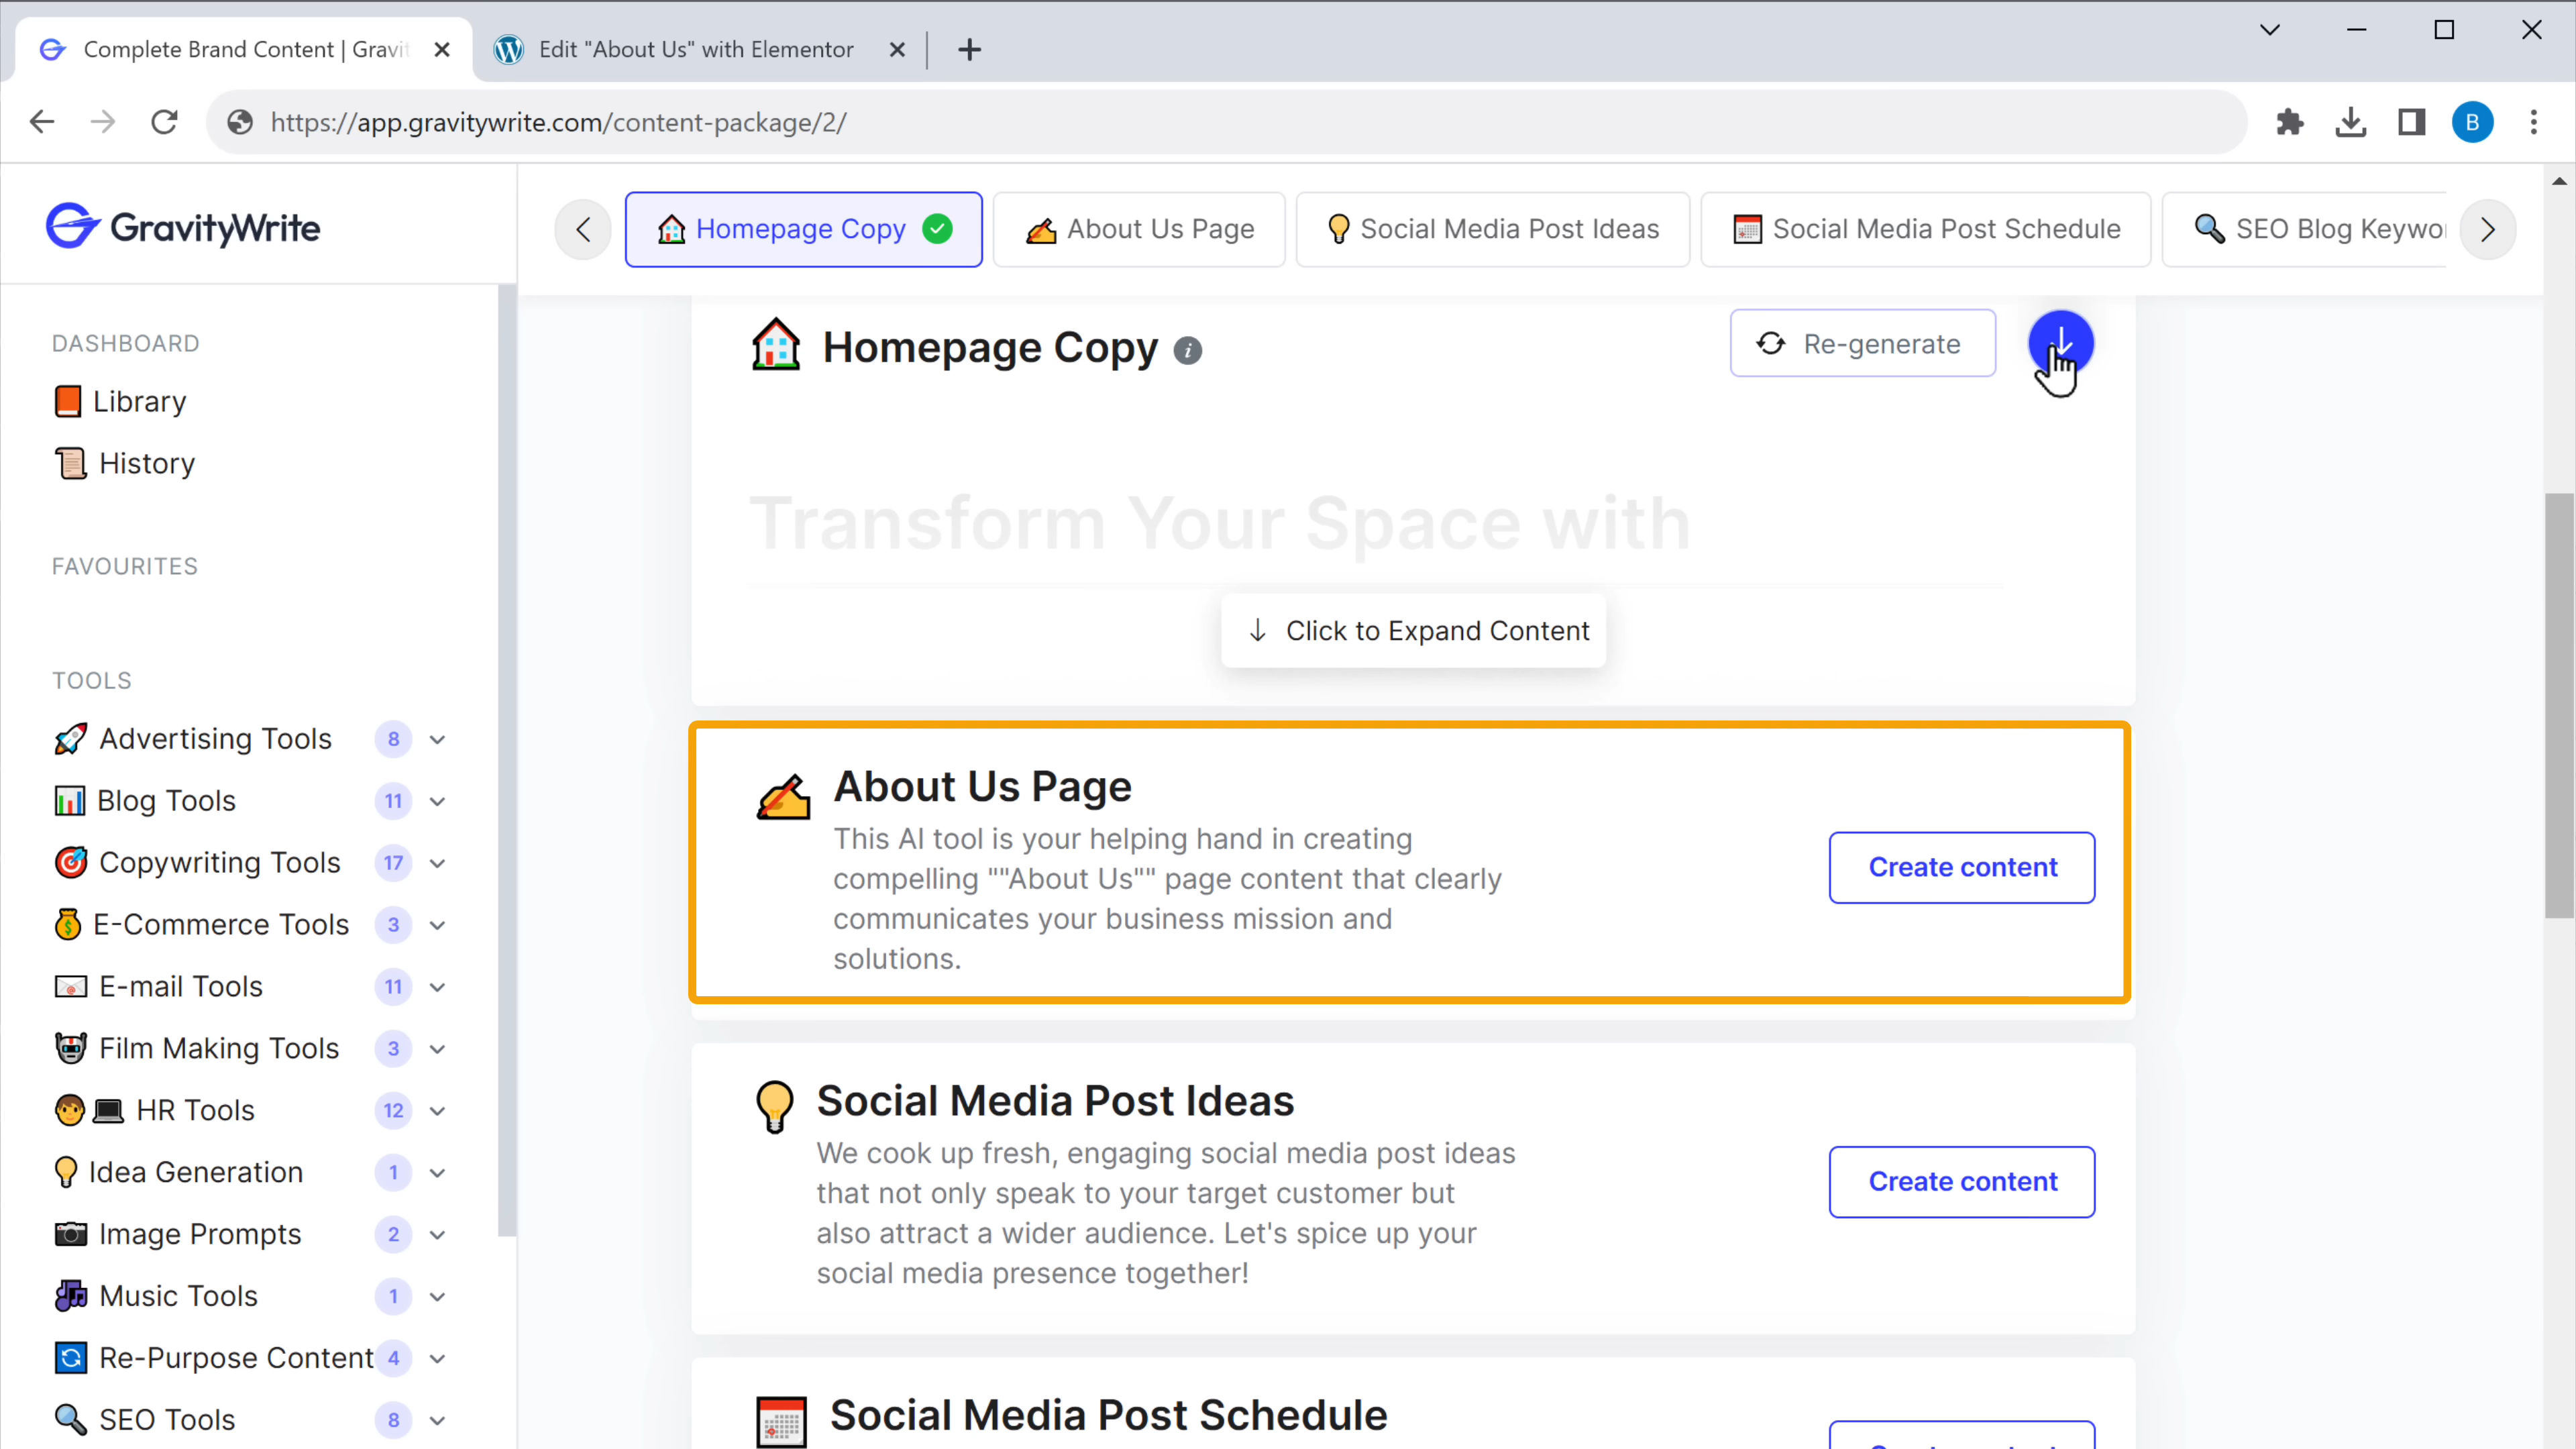 Complete Brand Content | Gravit
Edit "About Us" with Elementor
https://app.gravitywrite.com/content-package/2/
B
GravityWrite
Homepage Copy
About Us Page
Social Media Post Ideas
Social Media Post Schedule
SEO Blog Keywor
DASHBOARD
Library
History
FAVOURITES
TOOLS
Advertising Tools 8
Blog Tools 11
Copywriting Tools 17
E-Commerce Tools 3
E-mail Tools 11
Film Making Tools 3
HR Tools 12
Idea Generation 1
Image Prompts 2
Music Tools 1
Re-Purpose Content 4
SEO Tools 8
Homepage Copy
Re-generate
Transform Your Space with
Click to Expand Content
About Us Page
This AI tool is your helping hand in creating
compelling ""About Us"" page content that clearly
communicates your business mission and
solutions.
Create content
Social Media Post Ideas
We cook up fresh, engaging social media post ideas
that not only speak to your target customer but
also attract a wider audience. Let's spice up your
social media presence together!
Create content
Social Media Post Schedule